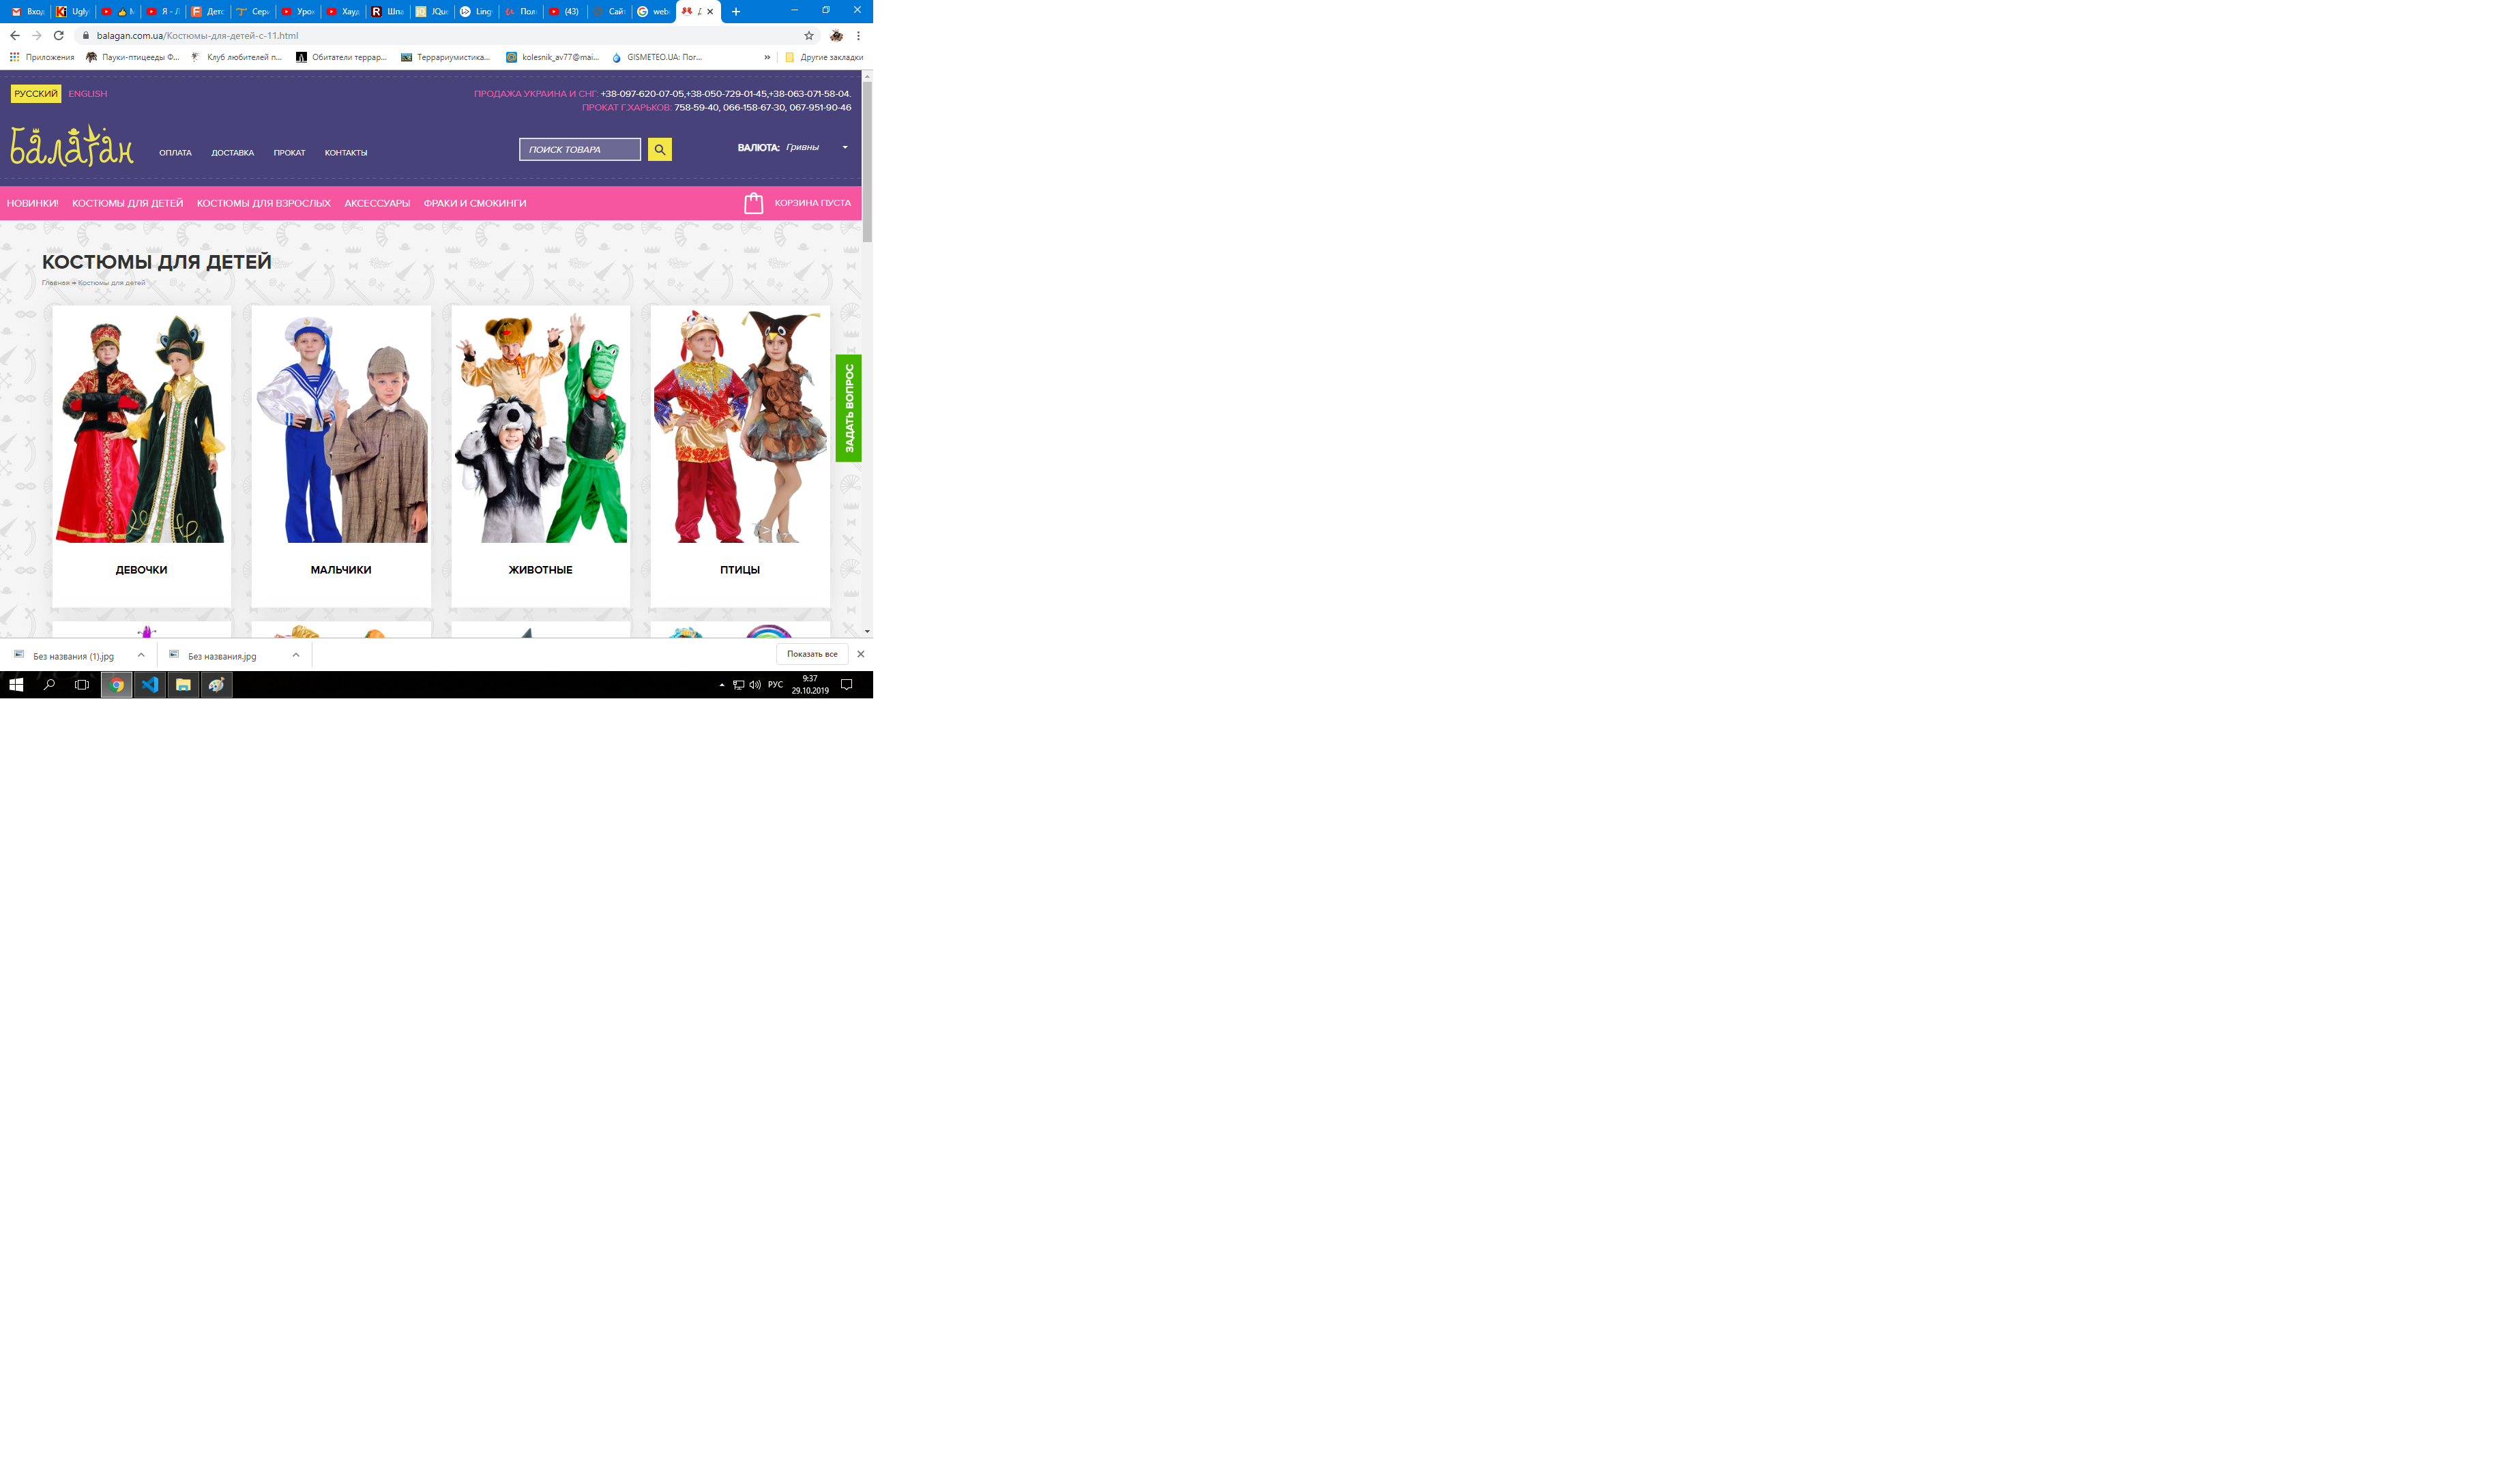 Вход
Ugly
Я - Л
Детс
Сери
Урок
Хауд
Шпа
JQue
Ling
Пол
(43)
Сайт
web
balagan.com.ua/Костюмы-для-детей-c-11.html
Приложения
Пауки-птицееды Ф...
Клуб любителей п...
Обитатели террар...
Террариумистика...
kolesnik_av77@mai...
GISMETEO.UA: Пог...
»
Другие закладки
РУССКИЙ ENGLISH
ПРОДАЖА УКРАИНА И СНГ: +38-097-620-07-05,+38-050-729-01-45,+38-063-071-58-04.
ПРОКАТ Г.ХАРЬКОВ: 758-59-40, 066-158-67-30, 067-951-90-46
Балаган
ОПЛАТА ДОСТАВКА ПРОКАТ КОНТАКТЫ
ПОИСК ТОВАРА
ВАЛЮТА: Гривны
НОВИНКИ! КОСТЮМЫ ДЛЯ ДЕТЕЙ КОСТЮМЫ ДЛЯ ВЗРОСЛЫХ АКСЕССУАРЫ ФРАКИ И СМОКИНГИ
КОРЗИНА ПУСТА
КОСТЮМЫ ДЛЯ ДЕТЕЙ
Главная → Костюмы для детей
ЗАДАТЬ ВОПРОС
ДЕВОЧКИ
МАЛЬЧИКИ
ЖИВОТНЫЕ
ПТИЦЫ
Без названия (1).jpg
Без названия.jpg
Показать все
РУС
9:37
29.10.2019